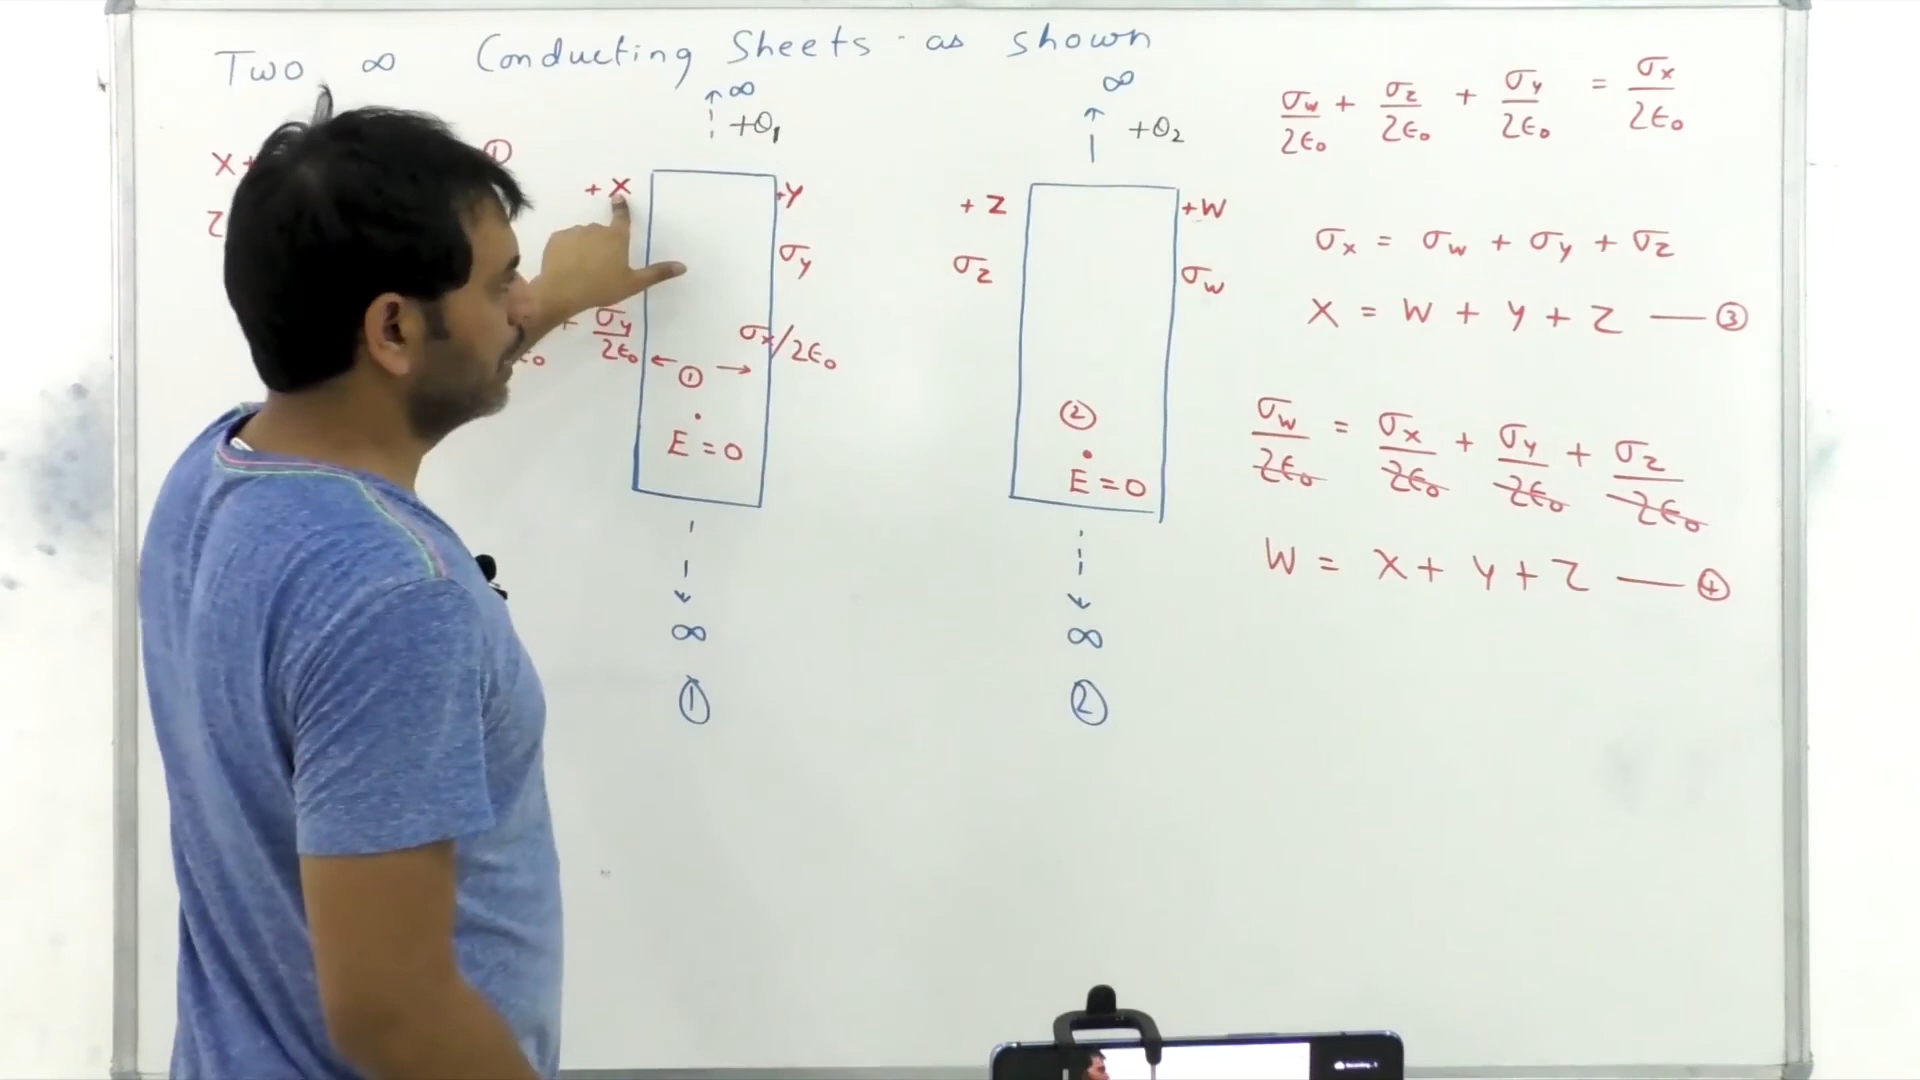 Two ∞ Conducting Sheets as shown
∞
+Q₁
∞
+Q₂
X+
①
Z
+X
+Y
σy
+Z
σz
+W
σw
+ σy/2ε₀
ε₀
← ① →
σx/2ε₀
E = 0
②
E = 0
∞
∞
①
②
σw/2ε₀ + σz/2ε₀ + σy/2ε₀ = σx/2ε₀
σx = σw + σy + σz
X = W + Y + Z — ③
σw/2ε₀ = σx/2ε₀ + σy/2ε₀ + σz/2ε₀
W = X + Y + Z — ④